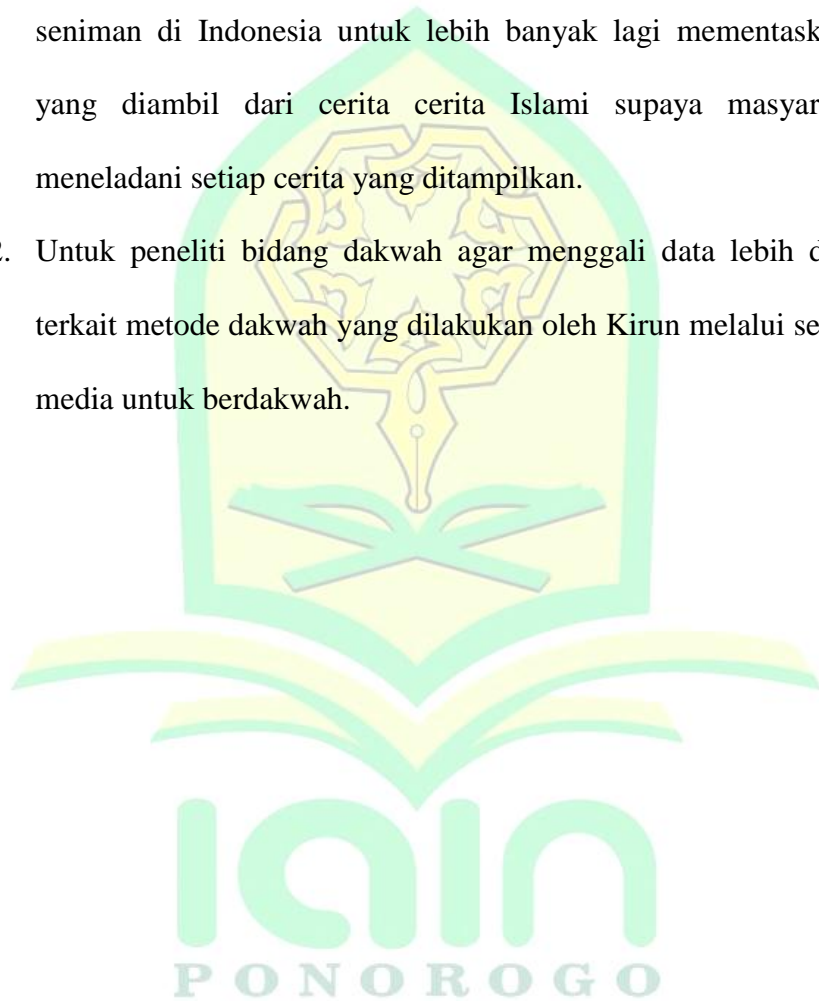 seniman di Indonesia untuk lebih banyak lagi mementask
yang diambil dari cerita cerita Islami supaya masyar
meneladani setiap cerita yang ditampilkan.
2. Untuk peneliti bidang dakwah agar menggali data lebih d
terkait metode dakwah yang dilakukan oleh Kirun melalui se
media untuk berdakwah.
iain
PONOROGO